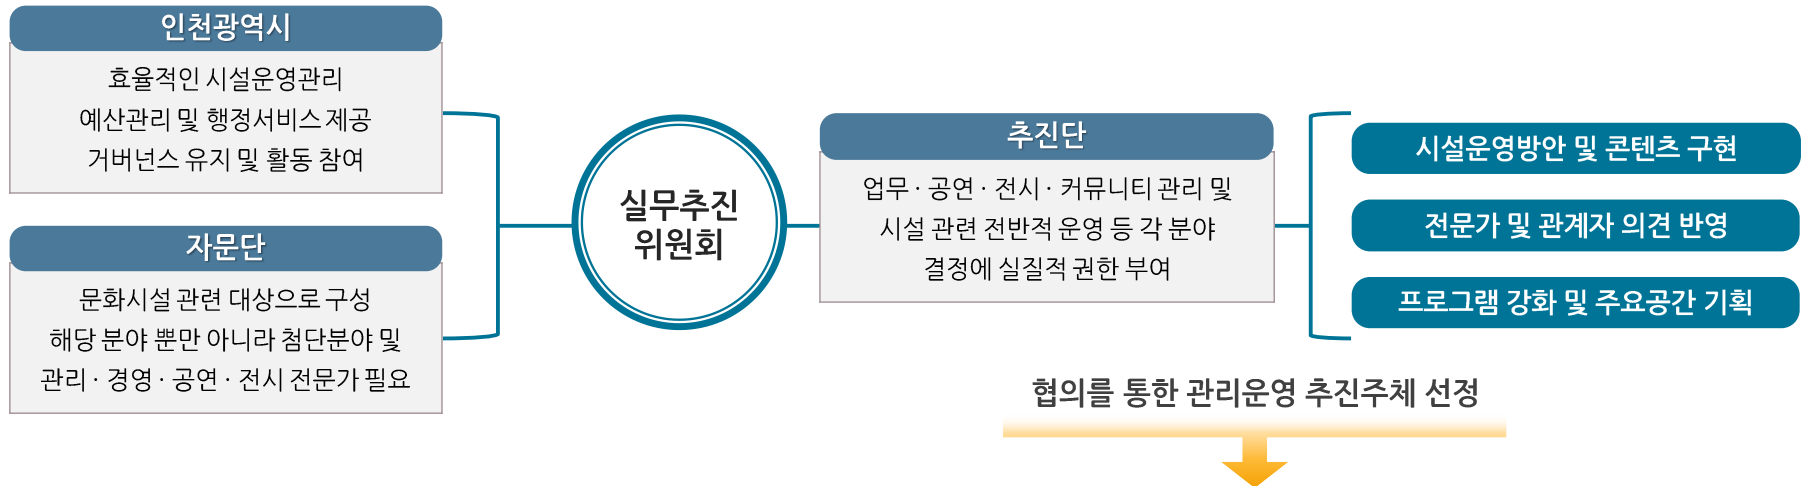 인천광역시
효율적인 시설운영관리
예산관리 및 행정서비스 제공
거버넌스 유지 및 활동 참여
자문단
문화시설 관련 대상으로 구성
해당 분야 뿐만 아니라 첨단분야 및
관리 · 경영 · 공연 · 전시 전문가 필요
실무추진
위원회
추진단
업무 · 공연 · 전시 · 커뮤니티 관리 및
시설 관련 전반적 운영 등 각 분야
결정에 실질적 권한 부여
시설운영방안 및 콘텐츠 구현
전문가 및 관계자 의견 반영
프로그램 강화 및 주요공간 기획
협의를 통한 관리운영 추진주체 선정